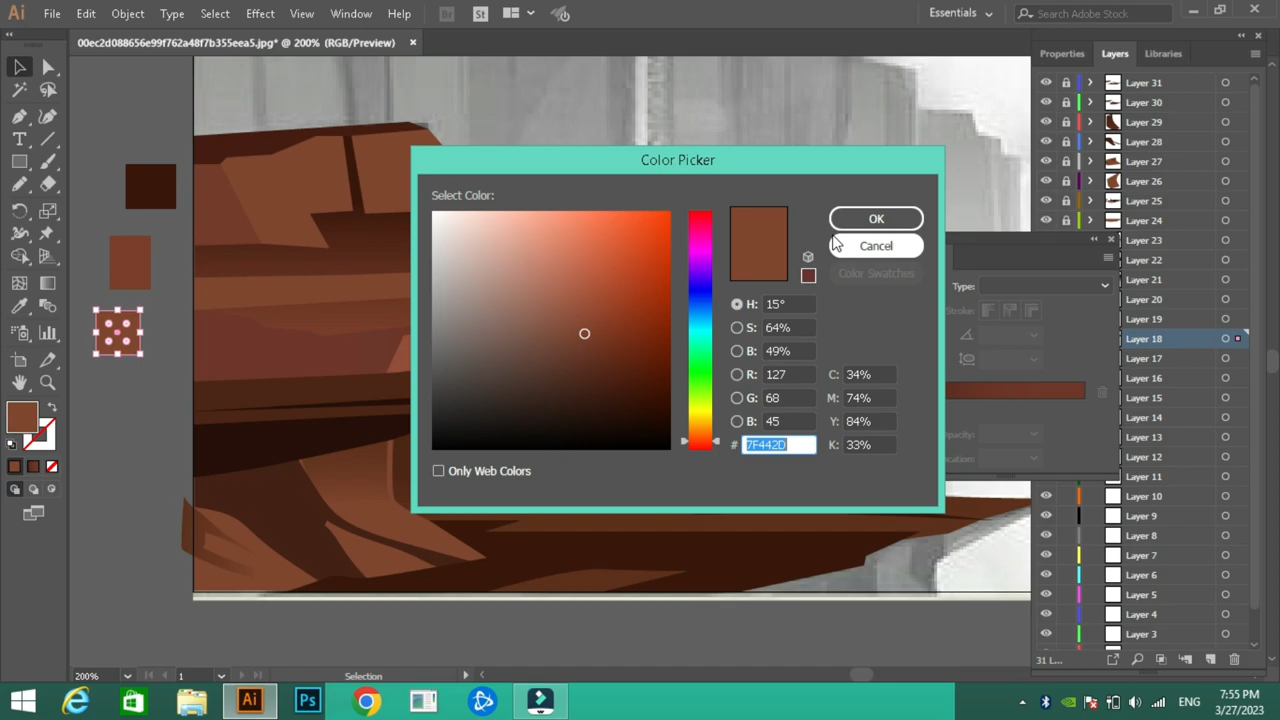 Ai File Edit Object Type Select Effect View Window Help Br St Essentials Search Adobe Stock
00ec2d088656e99f762a48f7b355eea5.jpg* @ 200% (RGB/Preview)
Properties Layers Libraries
Layer 31
Layer 30
Layer 29
Layer 28
Layer 27
Layer 26
Layer 25
Layer 24
Layer 23
Layer 22
Layer 21
Layer 20
Layer 19
Layer 18
Layer 17
Layer 16
Layer 15
Layer 14
Layer 13
Layer 12
Layer 11
Layer 10
Layer 9
Layer 8
Layer 7
Layer 6
Layer 5
Layer 4
Layer 3
31 L...
Type:
Stroke:
Opacity:
Color Picker
Select Color:
OK
Cancel
Color Swatches
H: 15°
S: 64%
B: 49%
R: 127 C: 34%
G: 68 M: 74%
B: 45 Y: 84%
# 7F442D K: 33%
Only Web Colors
200% 1 Selection
Ai Ps ENG 7:55 PM
3/27/2023